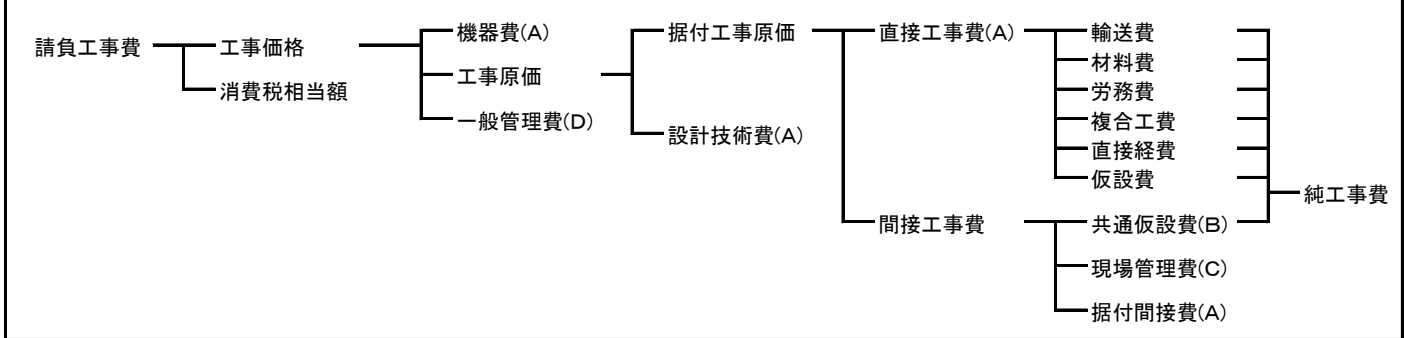 請負工事費
工事価格
消費税相当額
機器費(A)
工事原価
一般管理費(D)
据付工事原価
設計技術費(A)
直接工事費(A)
間接工事費
輸送費
材料費
労務費
複合工費
直接経費
仮設費
共通仮設費(B)
現場管理費(C)
据付間接費(A)
純工事費